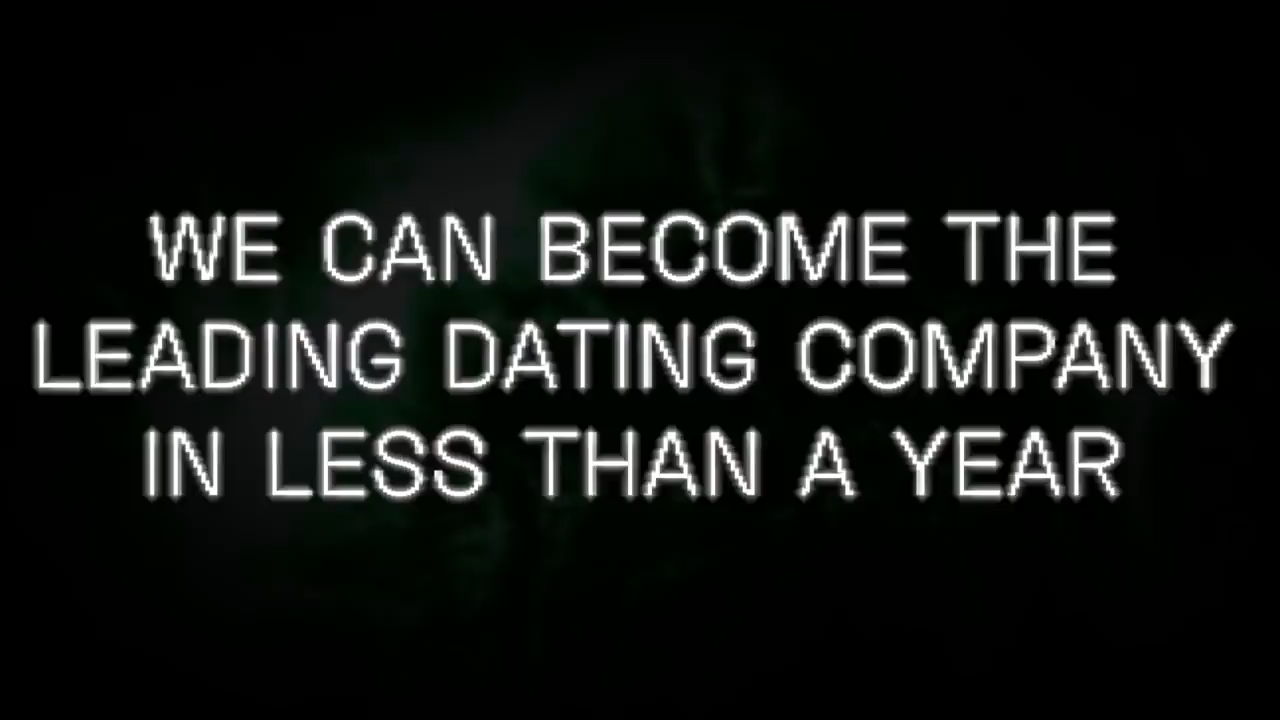 WE CAN BECOME THE
LEADING DATING COMPANY
IN LESS THAN A YEAR